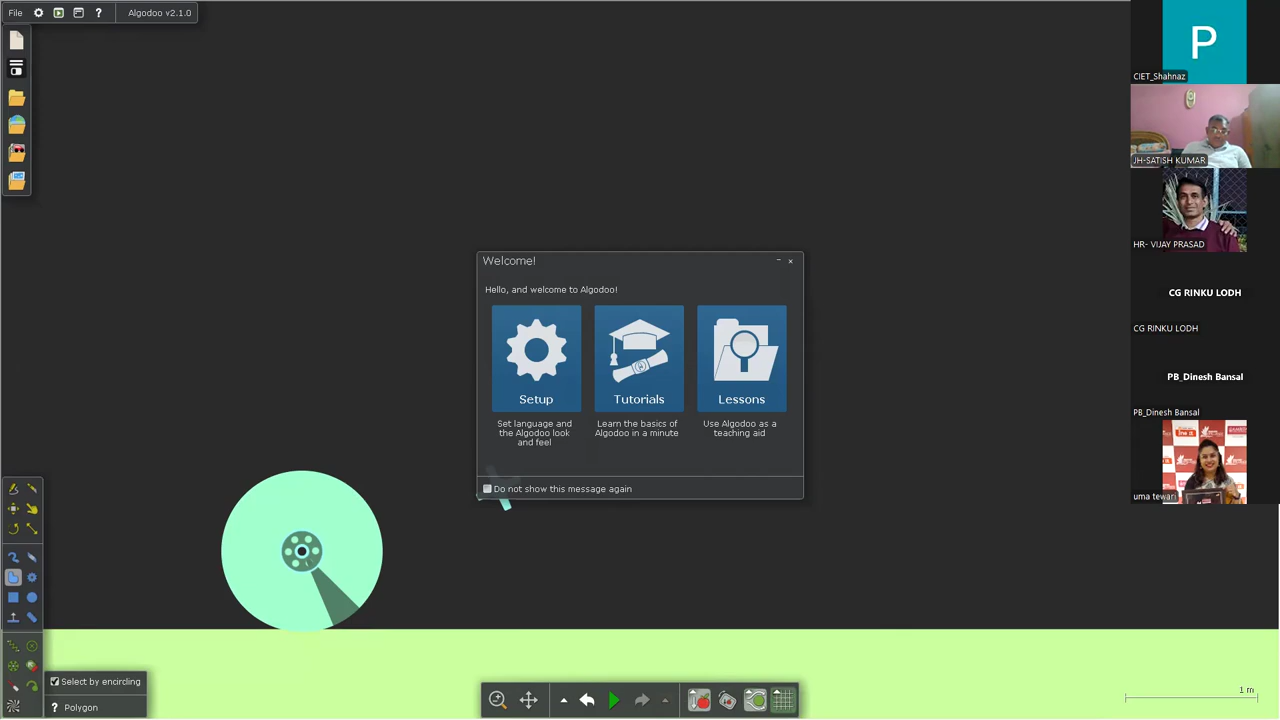 File
?
Algodoo v2.1.0
P
CIET_Shahnaz
JH-SATISH KUMAR
HR- VIJAY PRASAD
CG RINKU LODH
CG RINKU LODH
PB_Dinesh Bansal
PB_Dinesh Bansal
uma tewari
Welcome!
Hello, and welcome to Algodoo!
Setup
Tutorials
Lessons
Set language and
the Algodoo look
and feel
Learn the basics of
Algodoo in a minute
Use Algodoo as a
teaching aid
Do not show this message again
Select by encircling
? Polygon
1 m